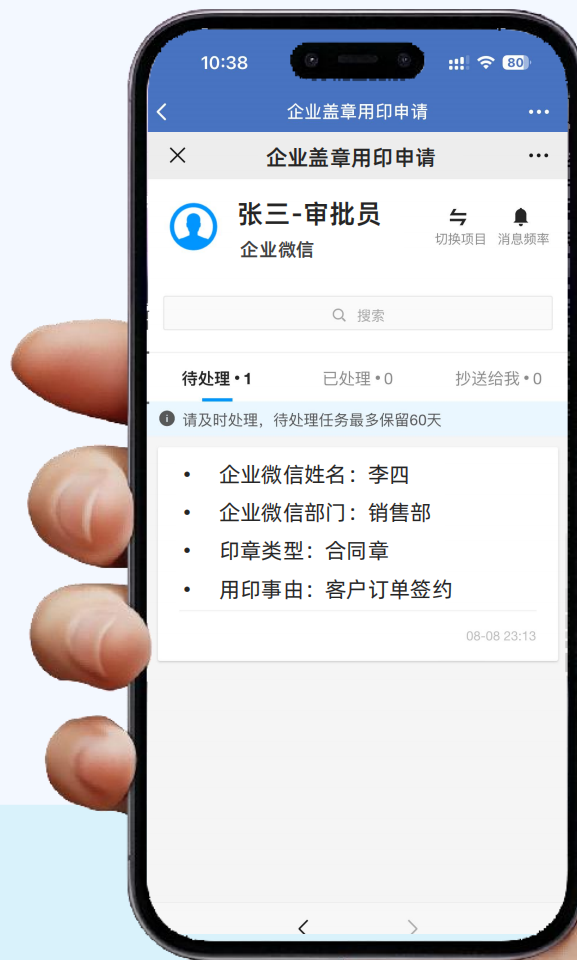 10:38
80
企业盖章用印申请
企业盖章用印申请
张三-审批员
企业微信
切换项目
消息频率
搜索
待处理 • 1
已处理 • 0
抄送给我 • 0
请及时处理，待处理任务最多保留60天
• 企业微信姓名：李四
• 企业微信部门：销售部
• 印章类型：合同章
• 用印事由：客户订单签约
08-08 23:13